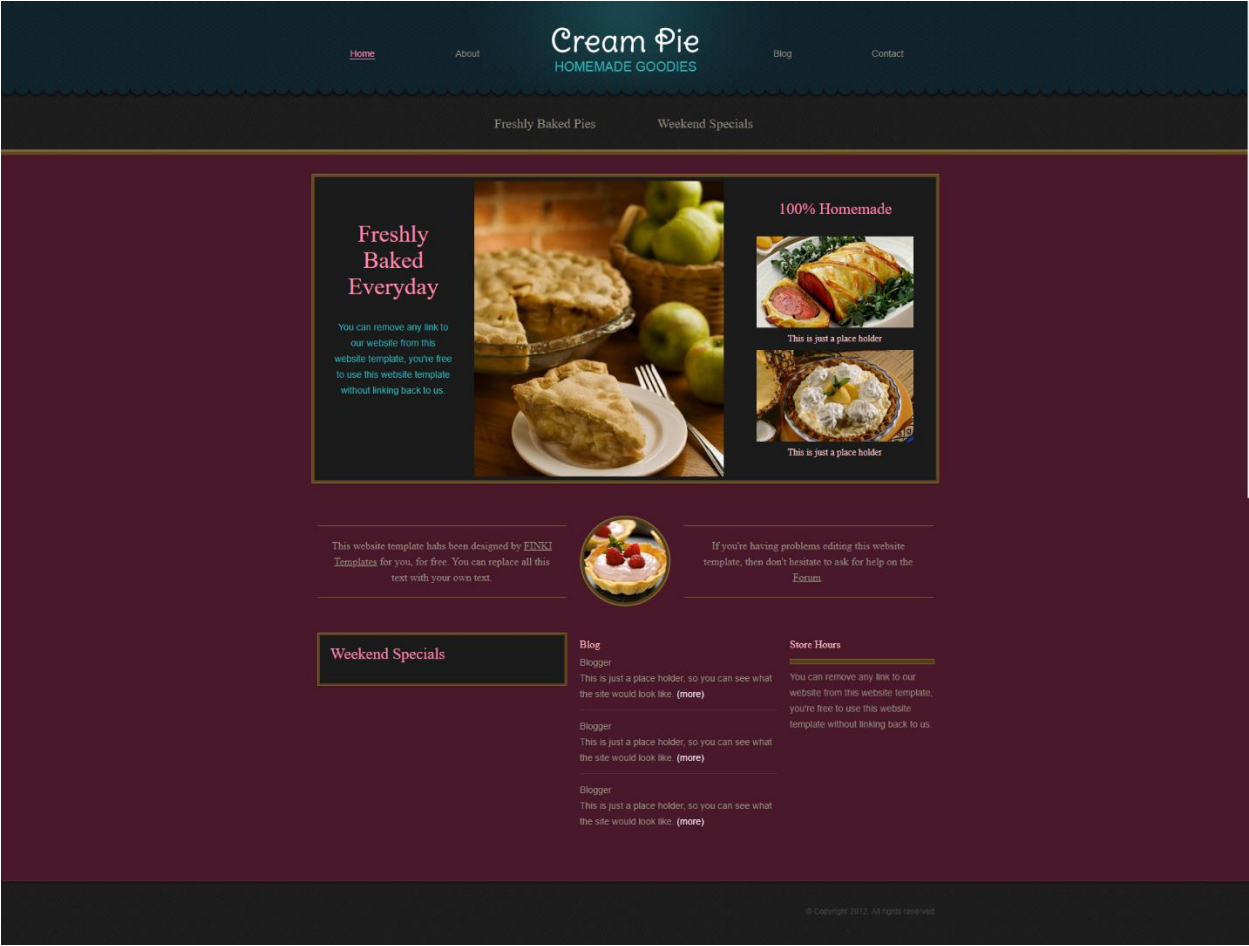 Home
About
Cream Pie
HOMEMADE GOODIES
Blog
Contact
Freshly Baked Pies
Weekend Specials
Freshly
Baked
Everyday
You can remove any link to
our website from this
website template, you're free
to use this website template
without linking back to us.
100% Homemade
This is just a place holder
This is just a place holder
This website template hahs been designed by FINKI
Templates for you, for free. You can replace all this
text with your own text.
If you're having problems editing this website
template, then don't hesitate to ask for help on the
Forum.
Weekend Specials
Blog
Blogger
This is just a place holder, so you can see what
the site would look like. (more)
Blogger
This is just a place holder, so you can see what
the site would look like. (more)
Blogger
This is just a place holder, so you can see what
the site would look like. (more)
Store Hours
You can remove any link to our
website from this website template,
you're free to use this website
template without linking back to us.
© Copyright 2012. All rights reserved